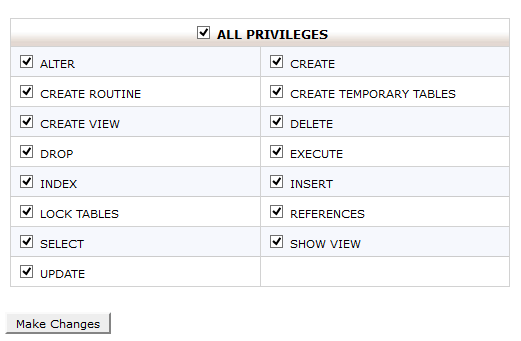 ALL PRIVILEGES
ALTER CREATE
CREATE ROUTINE CREATE TEMPORARY TABLES
CREATE VIEW DELETE
DROP EXECUTE
INDEX INSERT
LOCK TABLES REFERENCES
SELECT SHOW VIEW
UPDATE
Make Changes